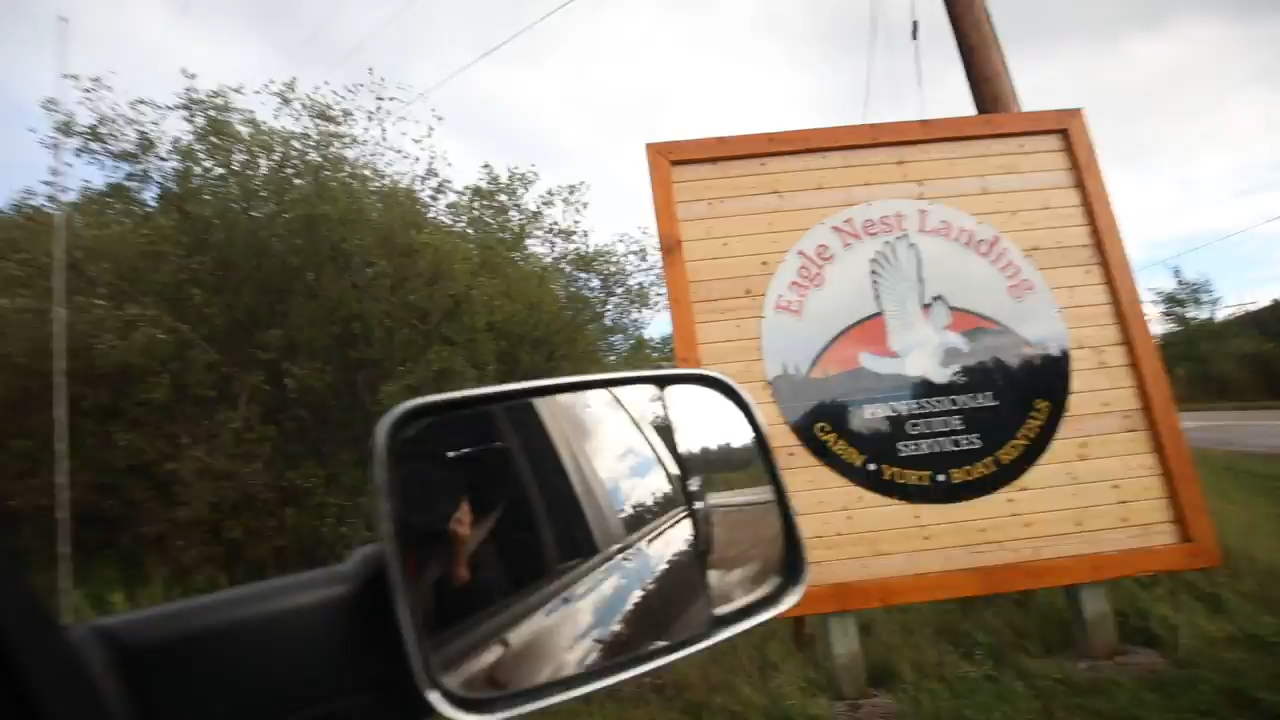 Eagle Nest Landing
PROFESSIONAL
GUIDE
SERVICES
CABIN • YURT • BOAT RENTALS